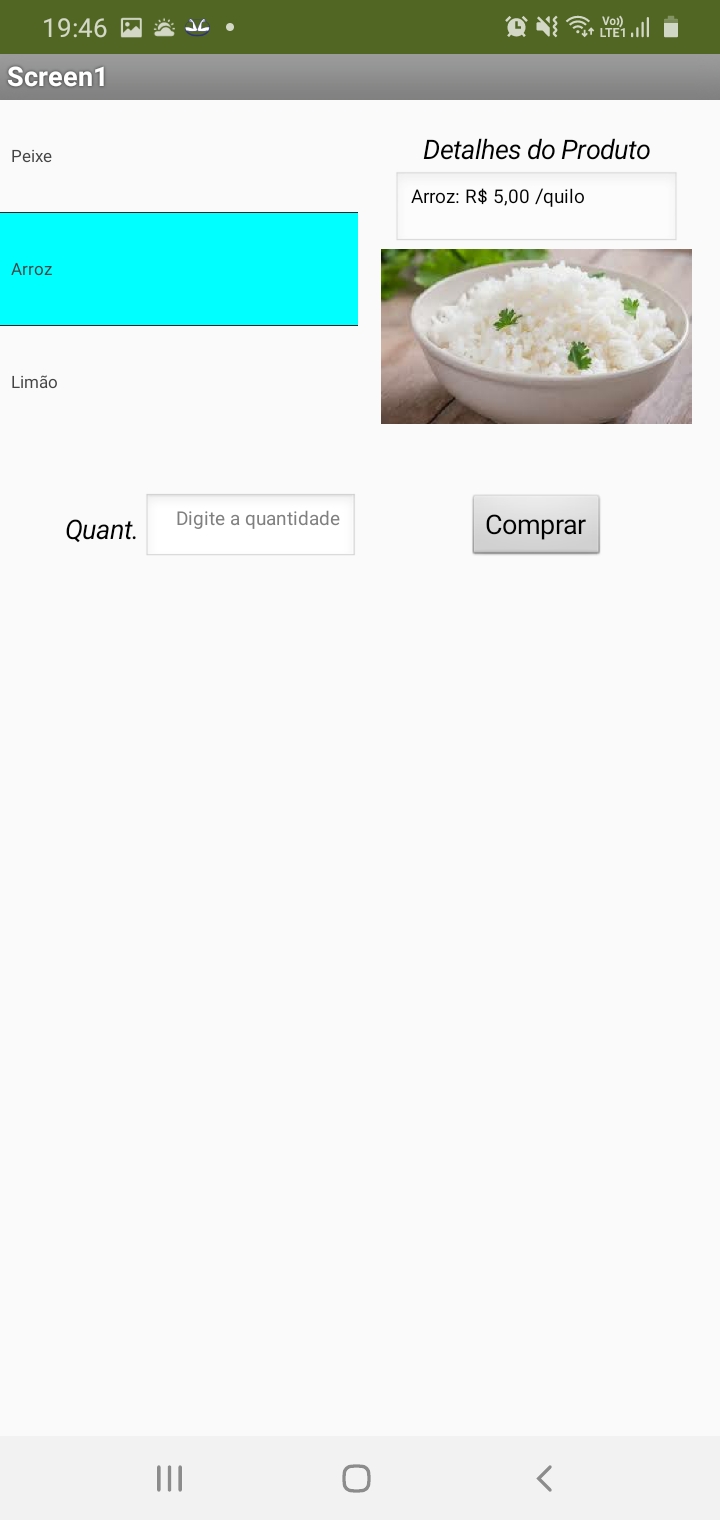 19:46
Vo)) LTE1
Screen1
Peixe
Arroz
Limão
Detalhes do Produto
Arroz: R$ 5,00 /quilo
Quant.
Digite a quantidade
Comprar